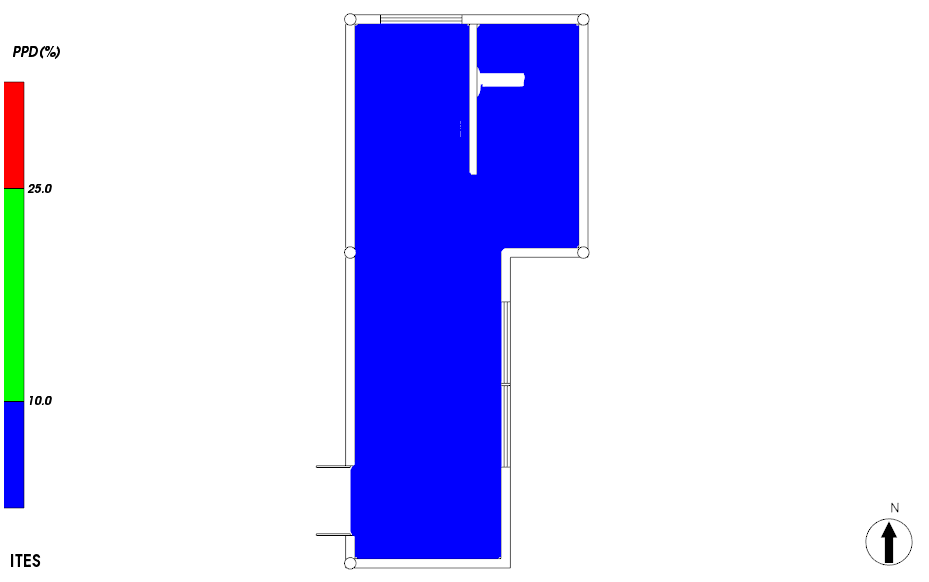 PPD(%)
25.0
10.0
N
ITES